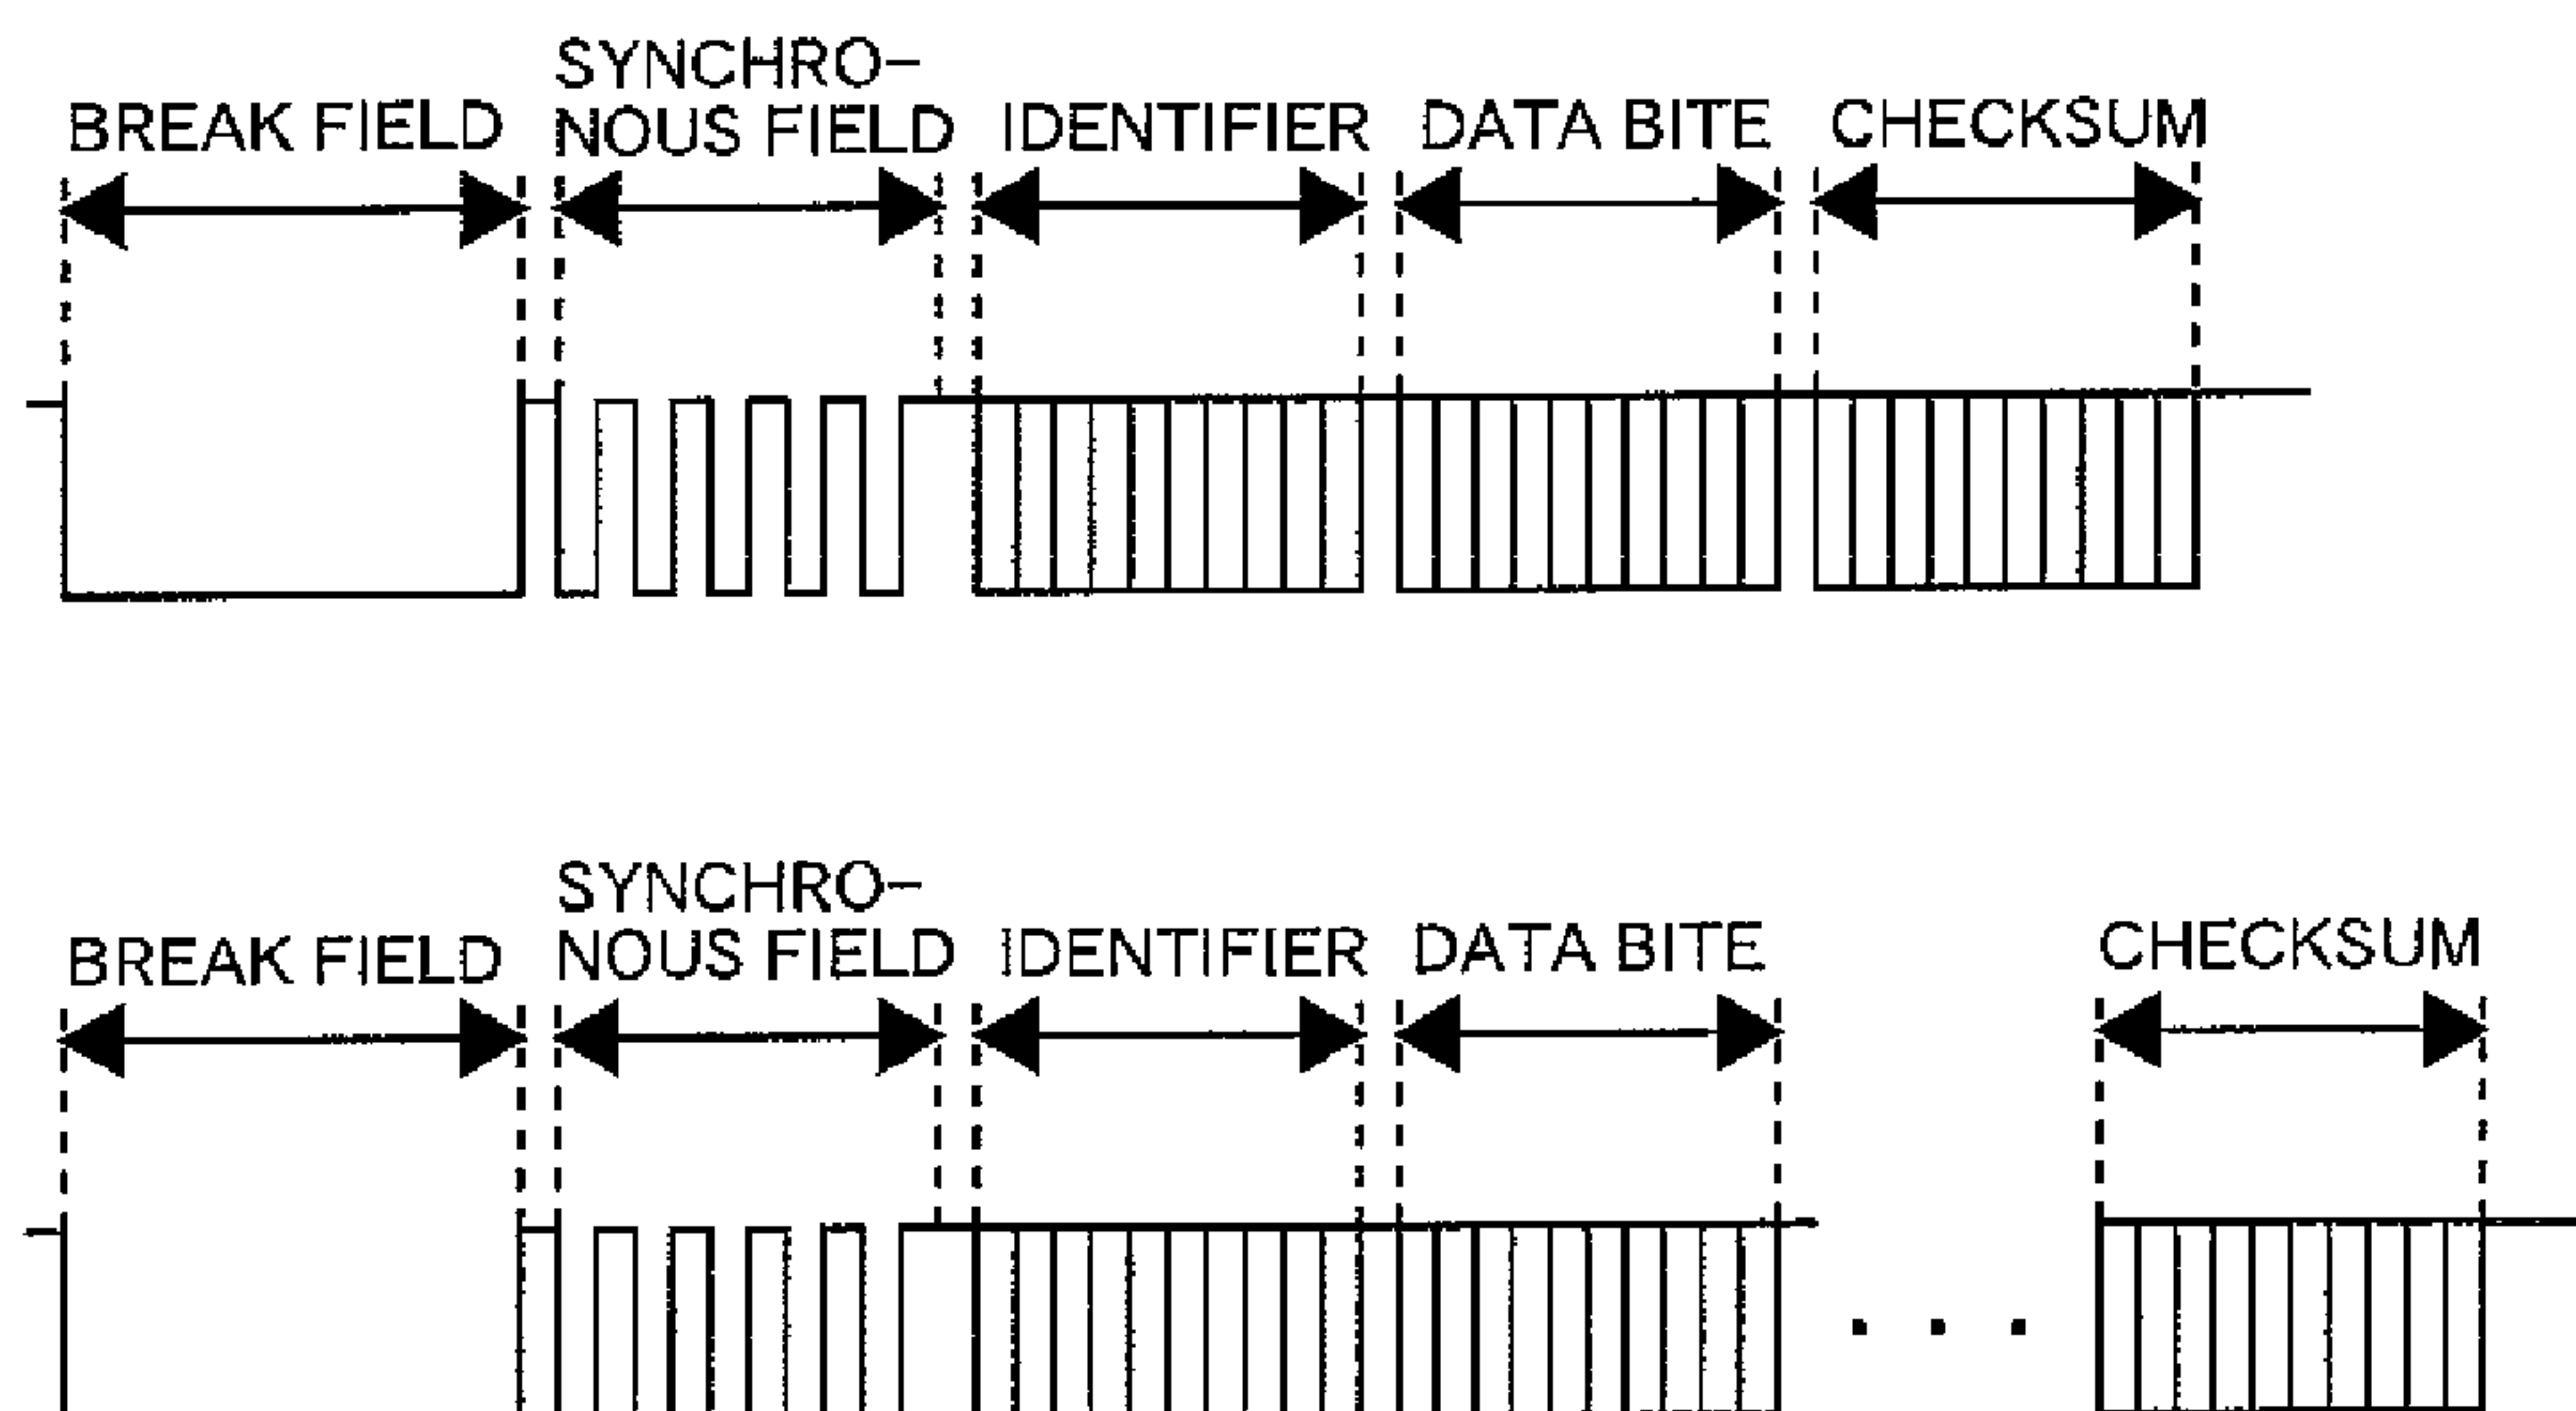 SYNCHRO-
BREAK FIELD NOUS FIELD IDENTIFIER DATA BITE CHECKSUM
SYNCHRO-
BREAK FIELD NOUS FIELD IDENTIFIER DATA BITE CHECKSUM